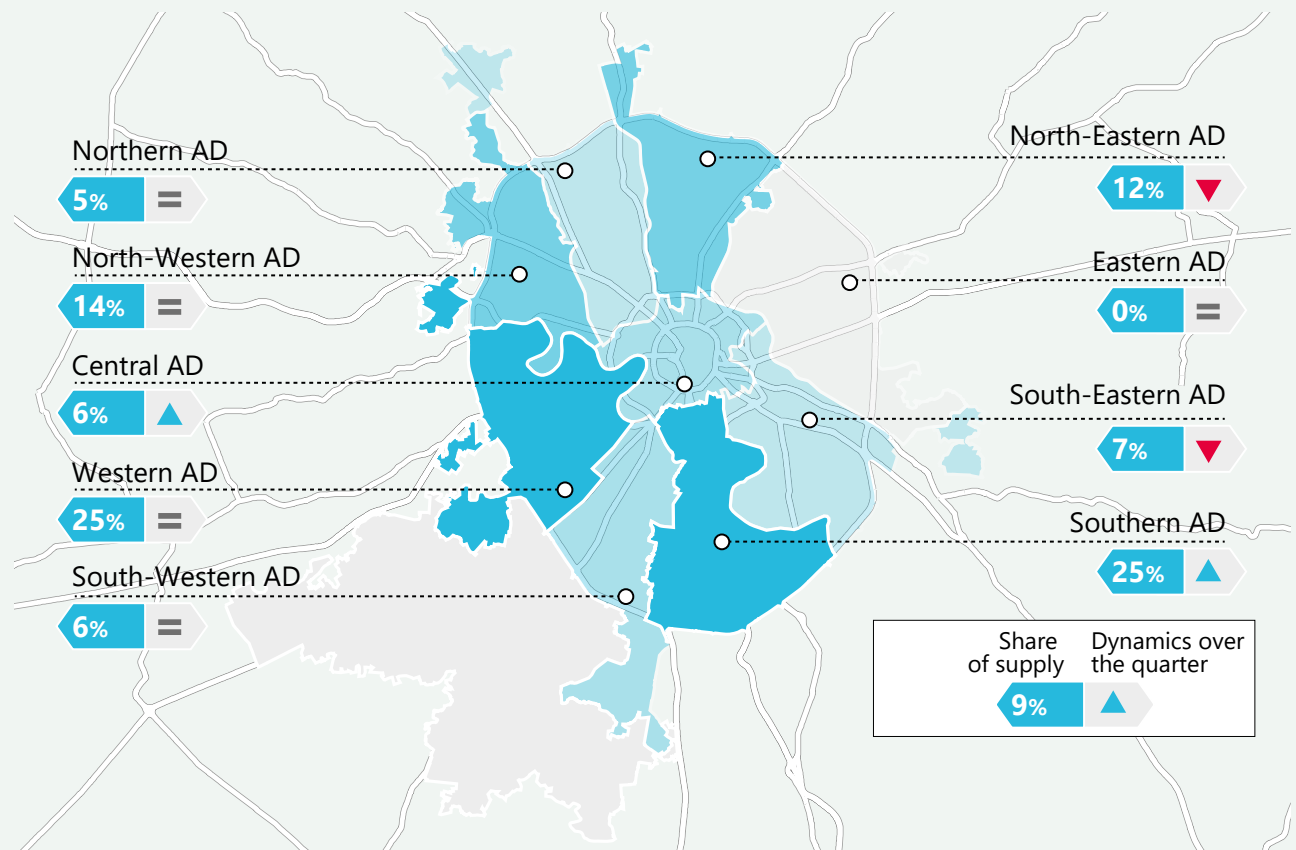 Northern AD
5%
=
North-Western AD
14%
=
Central AD
6%
Western AD
25%
=
South-Western AD
6%
=
North-Eastern AD
12%
Eastern AD
0%
=
South-Eastern AD
7%
Southern AD
25%
Share
of supply
Dynamics over
the quarter
9%